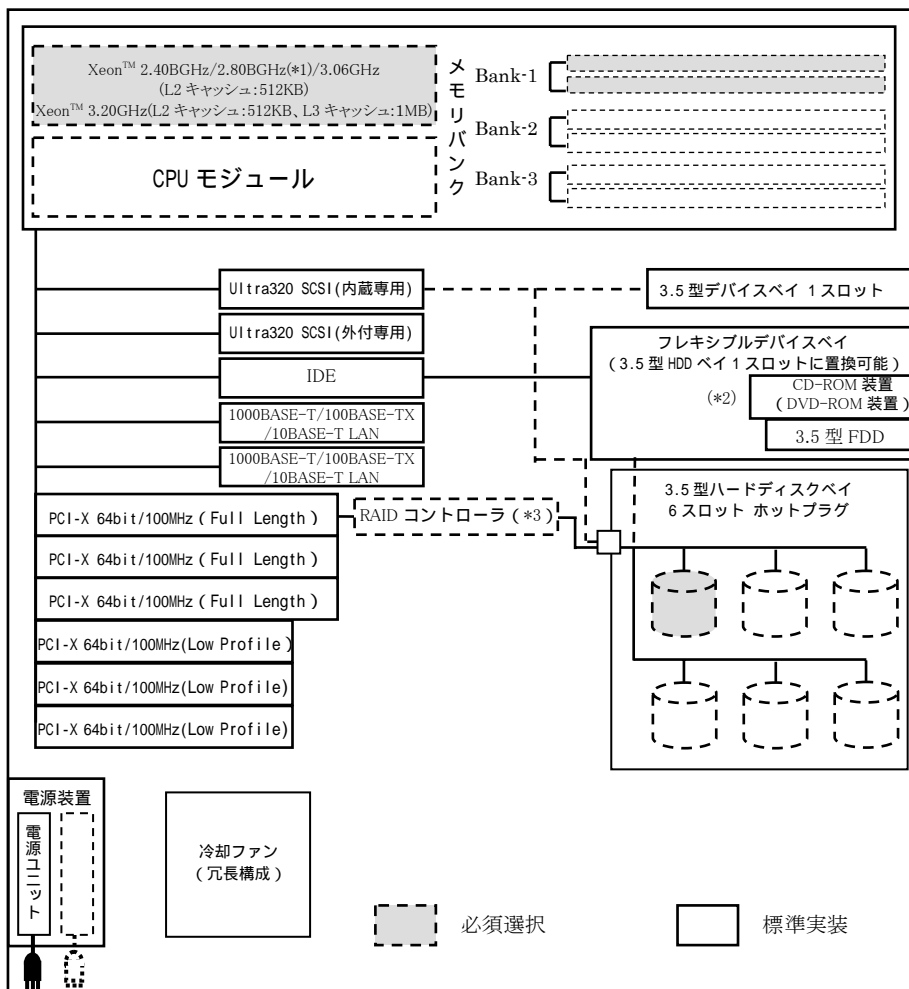 Xeon™ 2.40BGHz/2.80BGHz(*1)/3.06GHz
(L2 キャッシュ:512KB)
Xeon™ 3.20GHz(L2 キャッシュ:512KB、L3 キャッシュ:1MB)
CPU モジュール
メモリバンク
Bank-1
Bank-2
Bank-3
Ultra320 SCSI(内蔵専用)
3.5 型デバイスベイ 1 スロット
Ultra320 SCSI(外付専用)
フレキシブルデバイスベイ
(3.5 型 HDD ベイ 1 スロットに置換可能)
IDE
(*2)
CD-ROM 装置
(DVD-ROM 装置)
3.5 型 FDD
1000BASE-T/100BASE-TX
/10BASE-T LAN
1000BASE-T/100BASE-TX
/10BASE-T LAN
3.5 型ハードディスクベイ
6 スロット ホットプラグ
PCI-X 64bit/100MHz (Full Length)
RAID コントローラ (*3)
PCI-X 64bit/100MHz (Full Length)
PCI-X 64bit/100MHz (Full Length)
PCI-X 64bit/100MHz(Low Profile)
PCI-X 64bit/100MHz(Low Profile)
PCI-X 64bit/100MHz(Low Profile)
電源装置
電源ユニット
冷却ファン
(冗長構成)
必須選択
標準実装